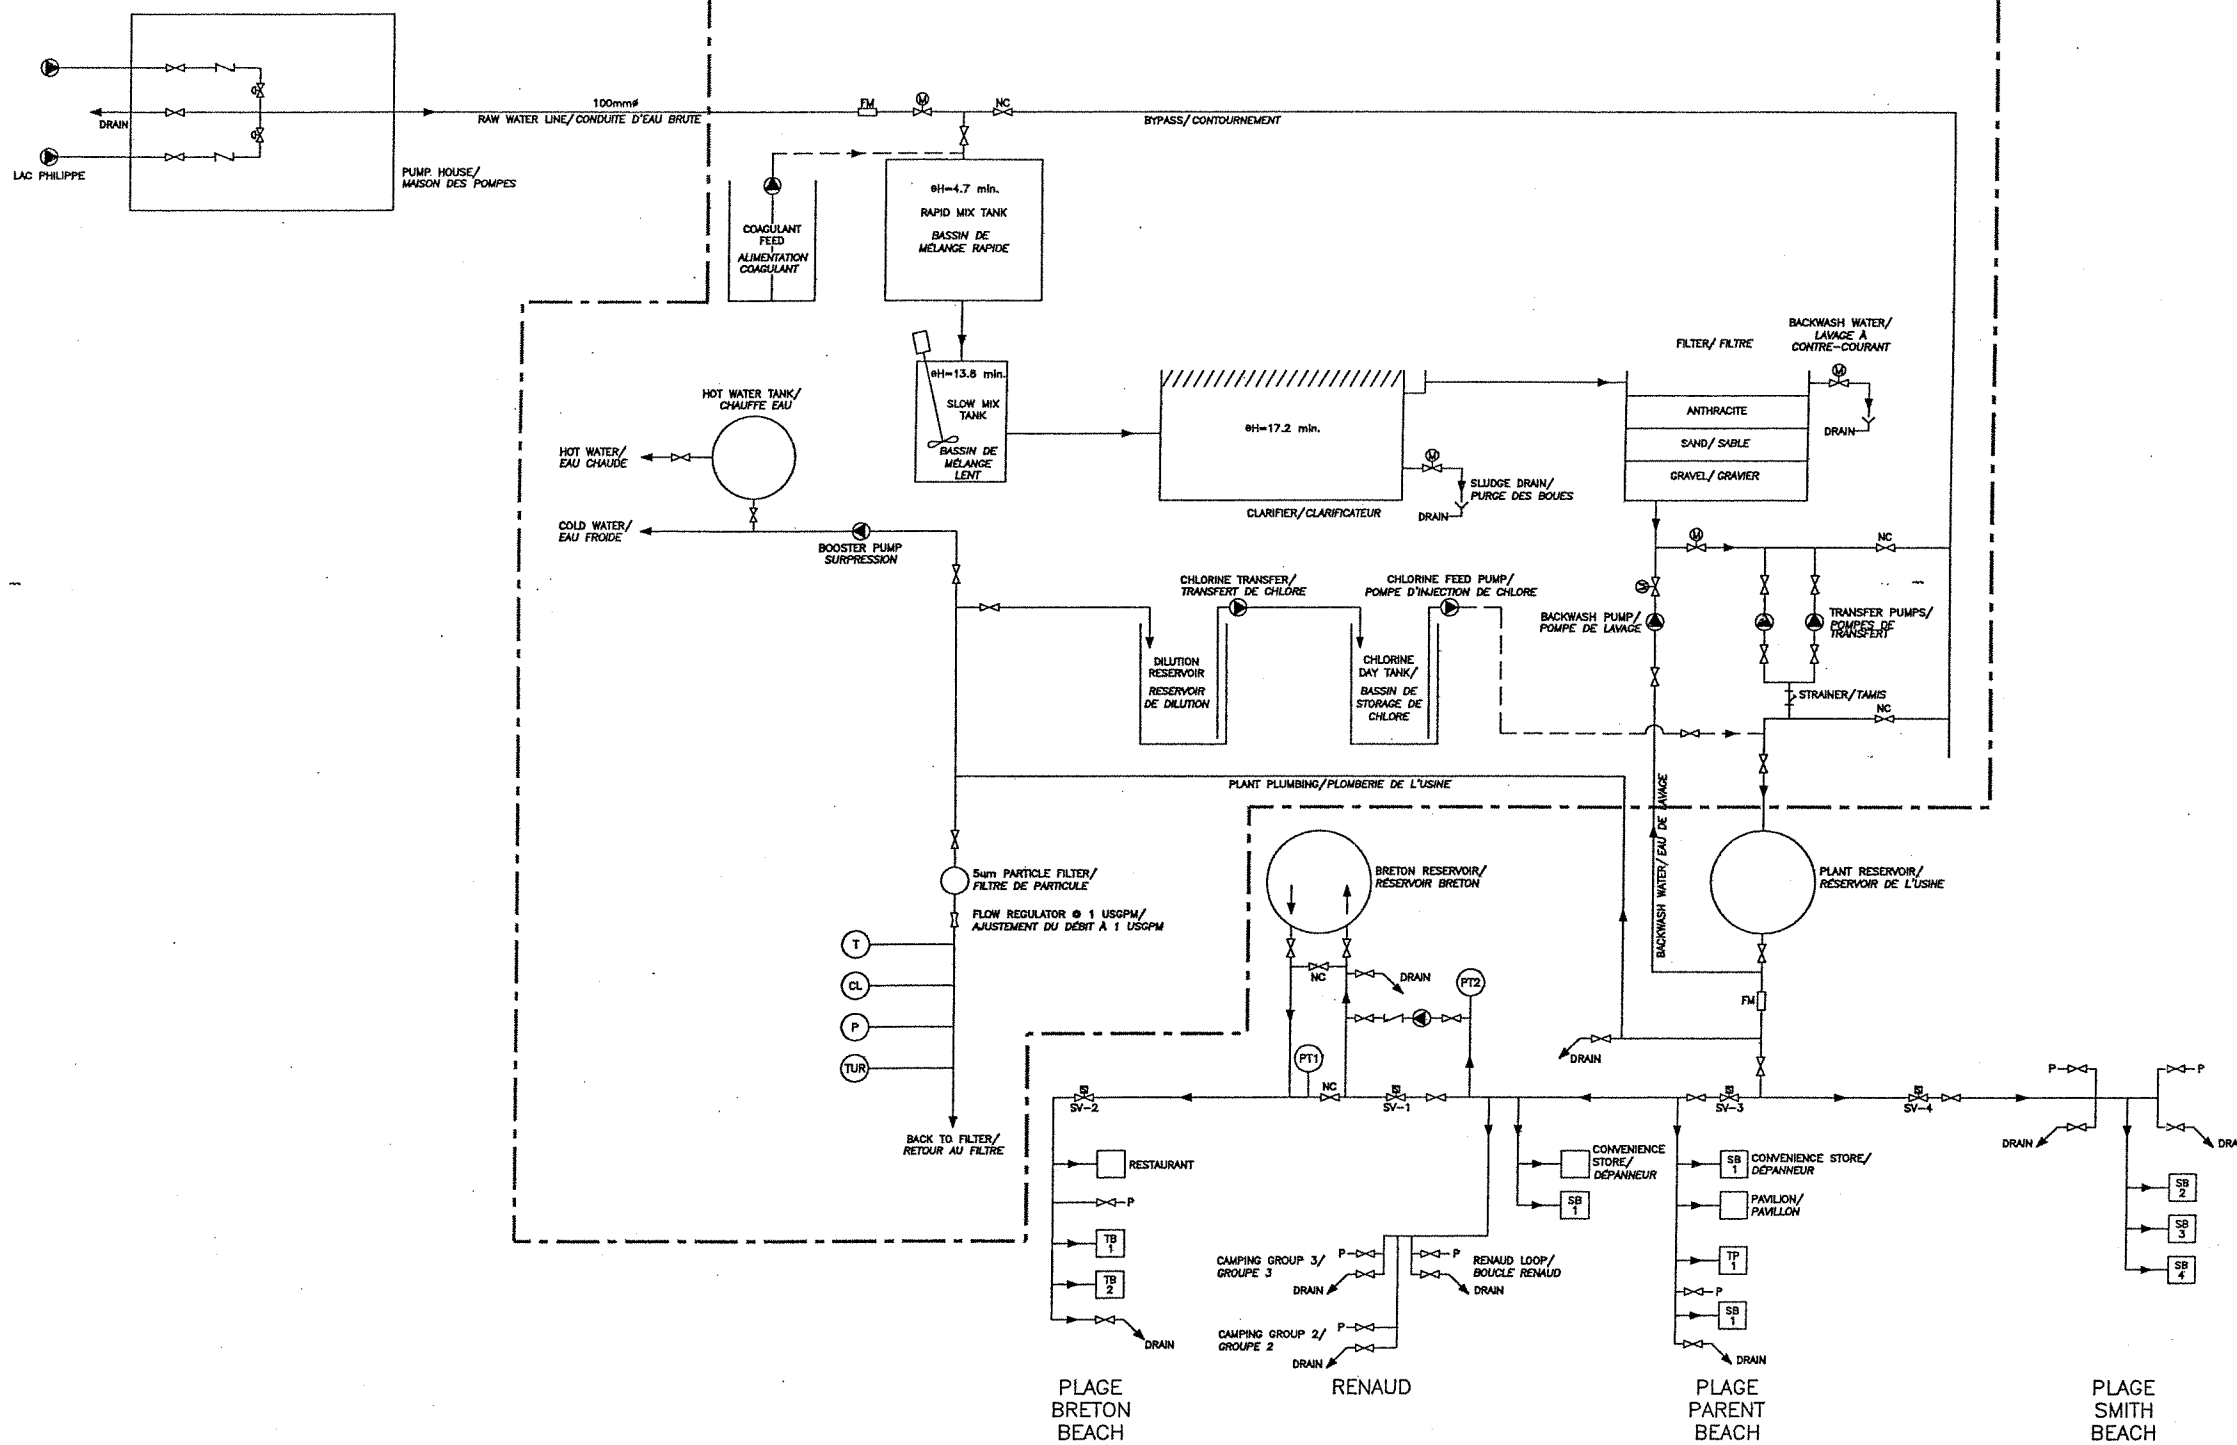 DRAIN
LAC PHILIPPE
PUMP HOUSE/
MAISON DES POMPES
100mmø
RAW WATER LINE/CONDUITE D'EAU BRUTE
FM
M
NC
BYPASS/CONTOURNEMENT
COAGULANT
FEED
ALIMENTATION
COAGULANT
θH=4.7 min.
RAPID MIX TANK
BASSIN DE
MÉLANGE RAPIDE
θH=13.8 min.
SLOW MIX
TANK
BASSIN DE
MÉLANGE
LENT
θH=17.2 min.
CLARIFIER/CLARIFICATEUR
M
SLUDGE DRAIN/
PURGE DES BOUES
DRAIN
FILTER/FILTRE
BACKWASH WATER/
LAVAGE À
CONTRE-COURANT
M
DRAIN
ANTHRACITE
SAND/SABLE
GRAVEL/GRAVIER
HOT WATER TANK/
CHAUFFE EAU
HOT WATER/
EAU CHAUDE
COLD WATER/
EAU FROIDE
BOOSTER PUMP
SURPRESSION
CHLORINE TRANSFER/
TRANSFERT DE CHLORE
CHLORINE FEED PUMP/
POMPE D'INJECTION DE CHLORE
DILUTION
RESERVOIR
RESERVOIR
DE DILUTION
CHLORINE
DAY TANK/
BASSIN DE
STORAGE DE
CHLORE
M
NC
BACKWASH PUMP/
POMPE DE LAVAGE
TRANSFER PUMPS/
POMPES DE
TRANSFERT
STRAINER/TAMIS
NC
PLANT PLUMBING/PLOMBERIE DE L'USINE
BACKWASH WATER/EAU DE LAVAGE
5um PARTICLE FILTER/
FILTRE DE PARTICULE
FLOW REGULATOR @ 1 USGPM/
AJUSTEMENT DU DÉBIT À 1 USGPM
T
CL
P
TUR
BACK TO FILTER/
RETOUR AU FILTRE
BRETON RESERVOIR/
RÉSERVOIR BRETON
NC
DRAIN
PT2
PT1
NC
PLANT RESERVOIR/
RÉSERVOIR DE L'USINE
FM
DRAIN
SV-2
SV-1
SV-3
SV-4
RESTAURANT
P
TB
1
TB
2
DRAIN
CAMPING GROUP 3/
GROUPE 3
P
DRAIN
P
RENAUD LOOP/
BOUCLE RENAUD
DRAIN
CAMPING GROUP 2/
GROUPE 2
P
DRAIN
CONVENIENCE
STORE/
DÉPANNEUR
SB
1
SB
1
CONVENIENCE STORE/
DÉPANNEUR
PAVILION/
PAVILLON
TP
1
P
SB
1
DRAIN
P
P
DRAIN
DRA
SB
2
SB
3
SB
4
PLAGE
BRETON
BEACH
RENAUD
PLAGE
PARENT
BEACH
PLAGE
SMITH
BEACH